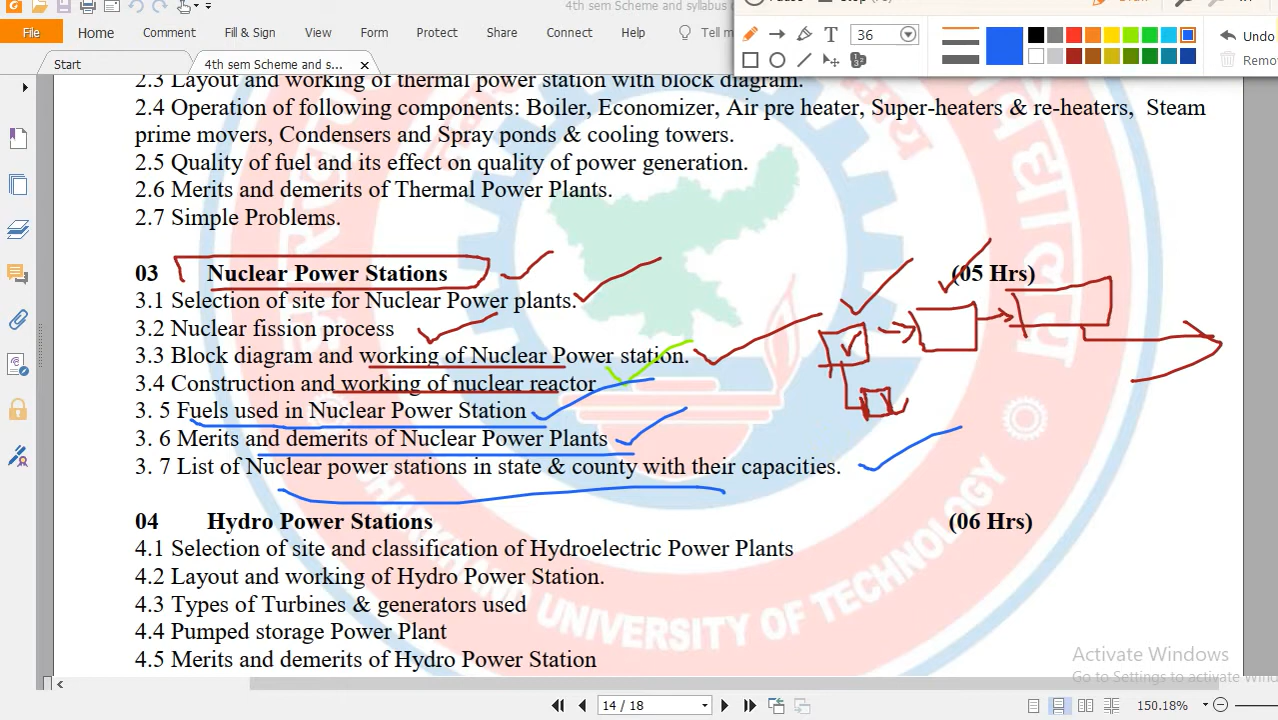 4th sem Scheme and syllabus
File Home Comment Fill & Sign View Form Protect Share Connect Help Tell m
T 36 Undo
Start 4th sem Scheme and s... Remo
2.3 Layout and working of thermal power station with block diagram.
2.4 Operation of following components: Boiler, Economizer, Air pre heater, Super-heaters & re-heaters, Steam
prime movers, Condensers and Spray ponds & cooling towers.
2.5 Quality of fuel and its effect on quality of power generation.
2.6 Merits and demerits of Thermal Power Plants.
2.7 Simple Problems.
03 Nuclear Power Stations (05 Hrs)
3.1 Selection of site for Nuclear Power plants.
3.2 Nuclear fission process
3.3 Block diagram and working of Nuclear Power station.
3.4 Construction and working of nuclear reactor
3. 5 Fuels used in Nuclear Power Station
3. 6 Merits and demerits of Nuclear Power Plants
3. 7 List of Nuclear power stations in state & county with their capacities.
04 Hydro Power Stations (06 Hrs)
4.1 Selection of site and classification of Hydroelectric Power Plants
4.2 Layout and working of Hydro Power Station.
4.3 Types of Turbines & generators used
4.4 Pumped storage Power Plant
4.5 Merits and demerits of Hydro Power Station
UNIVERSITY OF TECHNOLOGY
Activate Windows
Go to Settings to activate Wind
14 / 18 150.18%